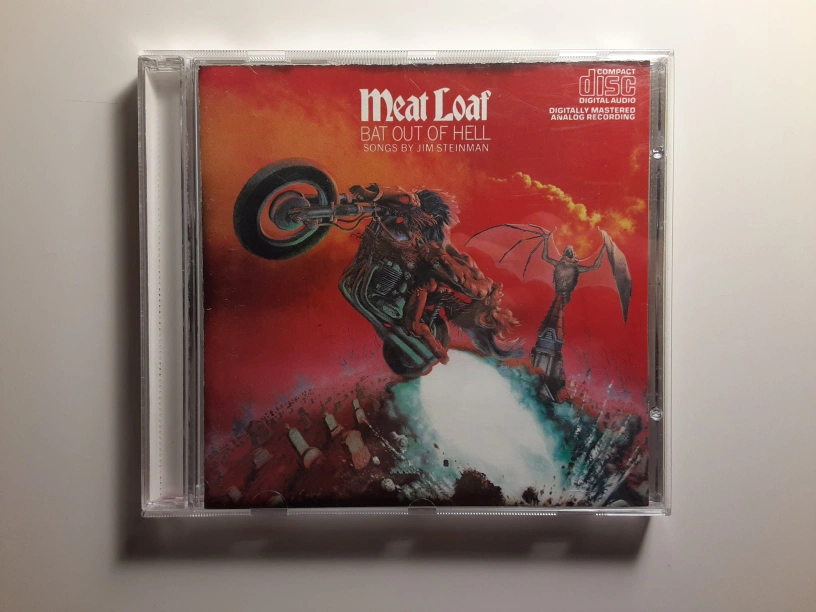 Meat Loaf
BAT OUT OF HELL
SONGS BY JIM STEINMAN
COMPACT
disc
DIGITAL AUDIO
DIGITALLY MASTERED
ANALOG RECORDING